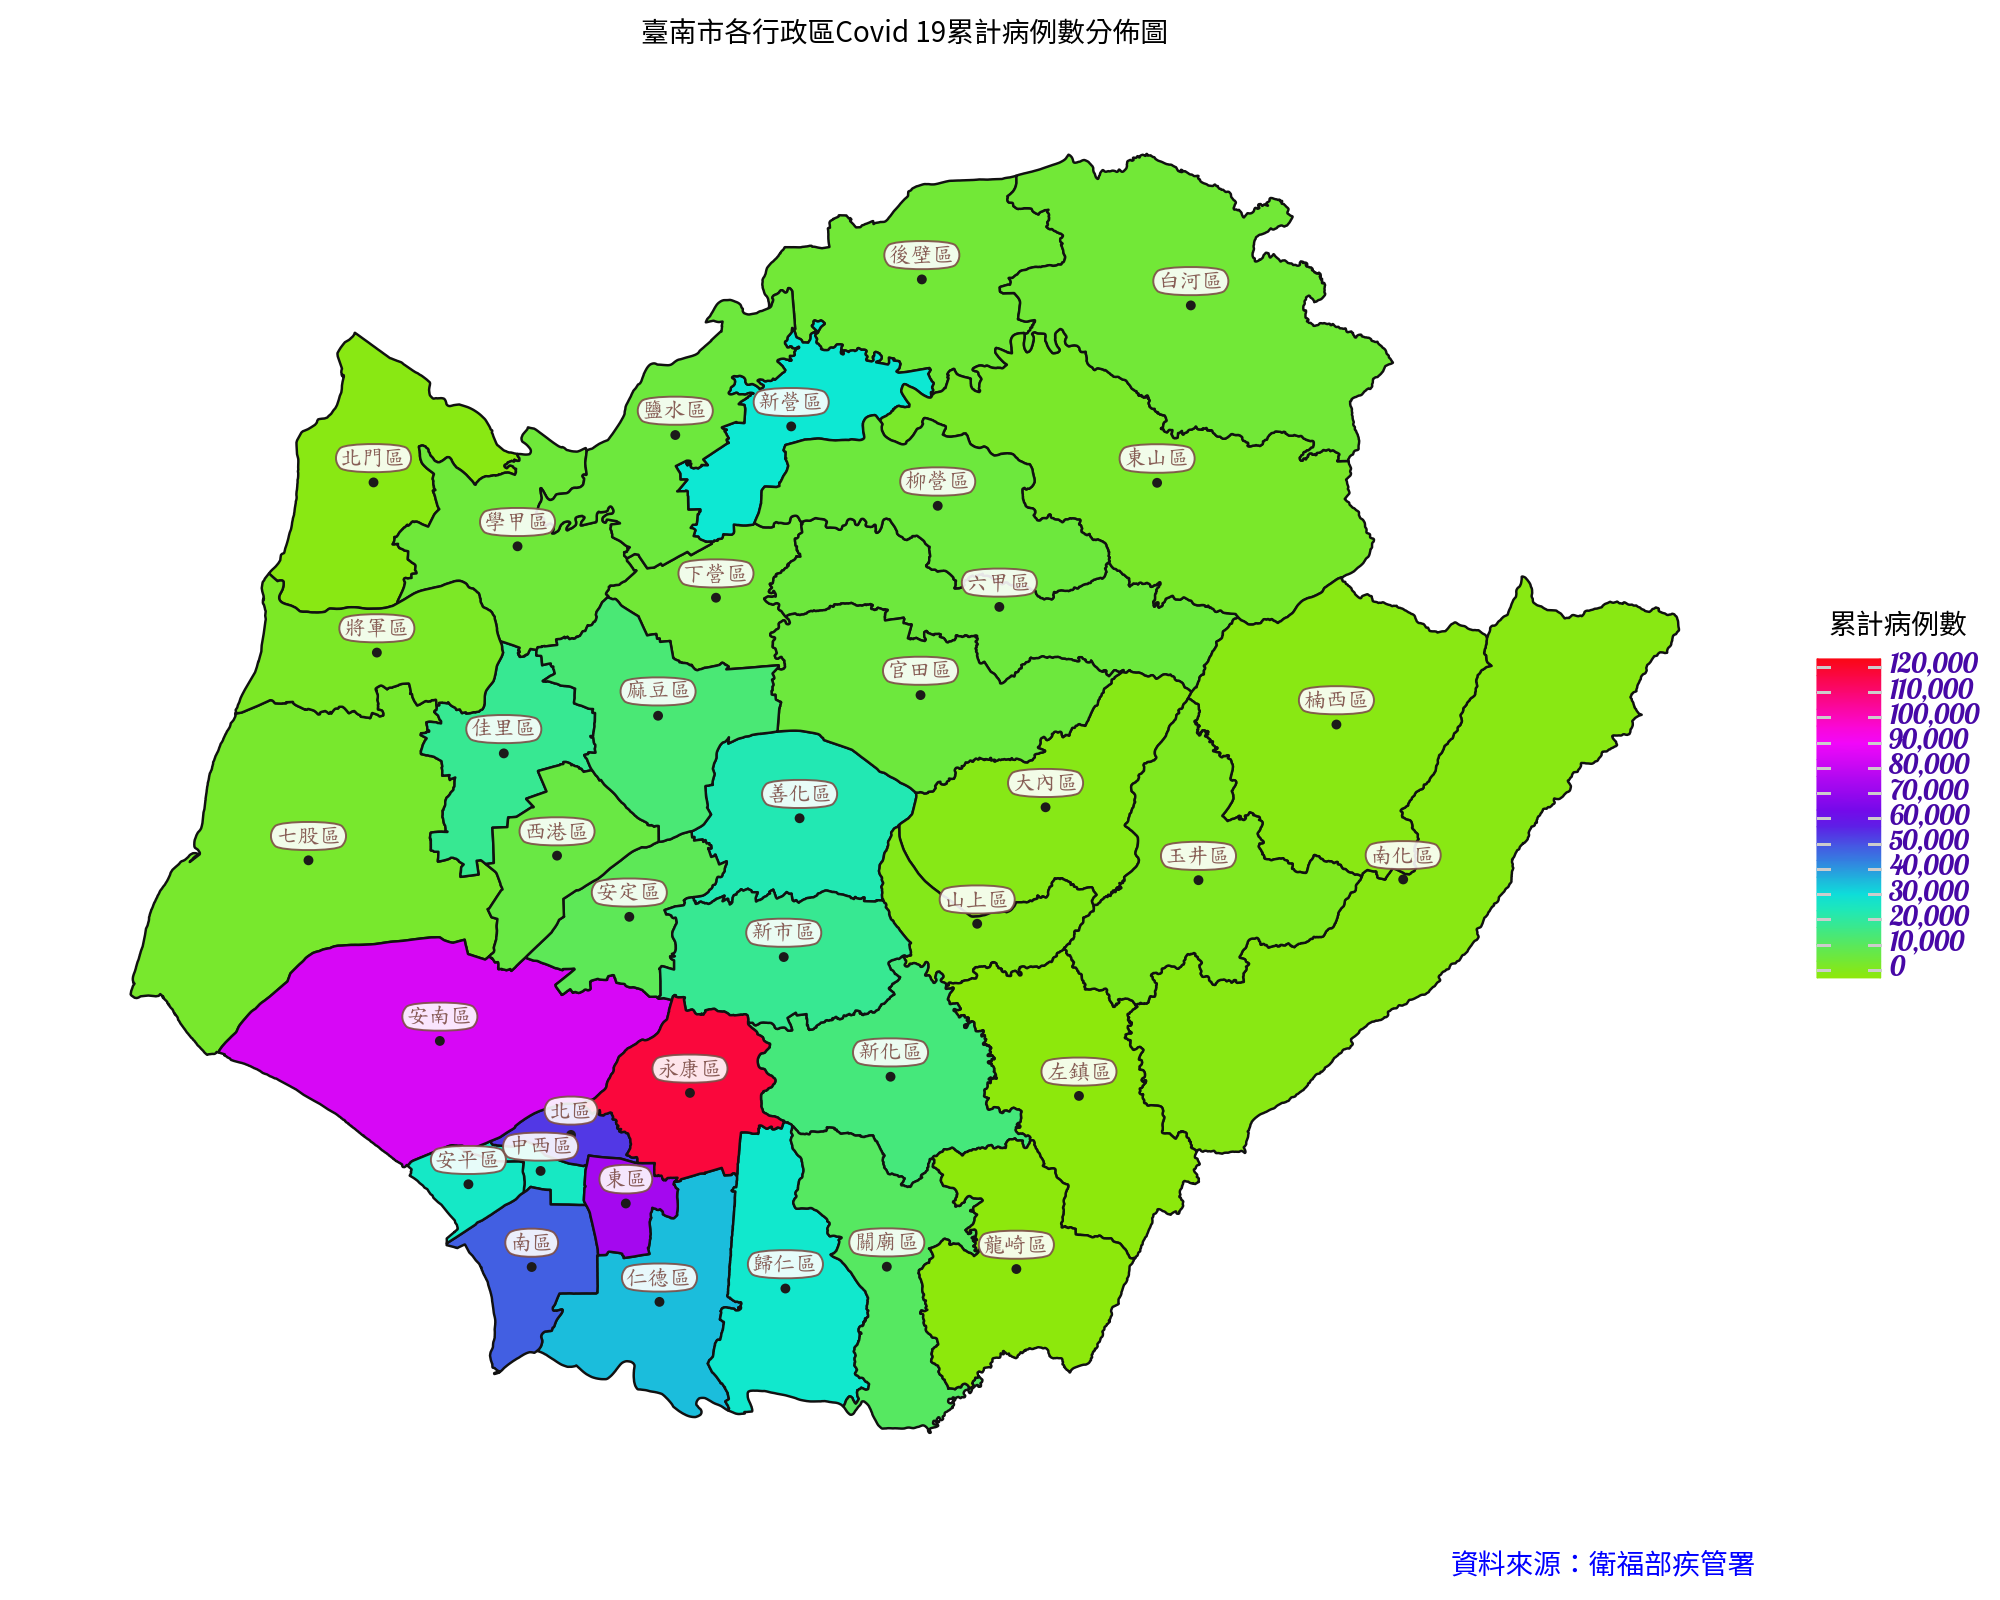 臺南市各行政區Covid 19累計病例數分佈圖
後壁區
白河區
鹽水區
新營區
北門區
東山區
柳營區
學甲區
下營區
六甲區
將軍區
官田區
麻豆區
楠西區
佳里區
大內區
善化區
西港區
七股區
玉井區
南化區
安定區
山上區
新市區
安南區
新化區
永康區
左鎮區
北區
中西區
安平區
東區
南區
關廟區
龍崎區
歸仁區
仁德區
累計病例數
120,000
110,000
100,000
90,000
80,000
70,000
60,000
50,000
40,000
30,000
20,000
10,000
0
資料來源：衛福部疾管署